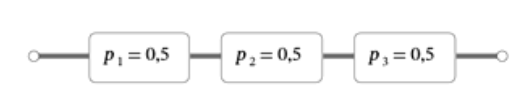 p₁ = 0,5 p₂ = 0,5 p₃ = 0,5